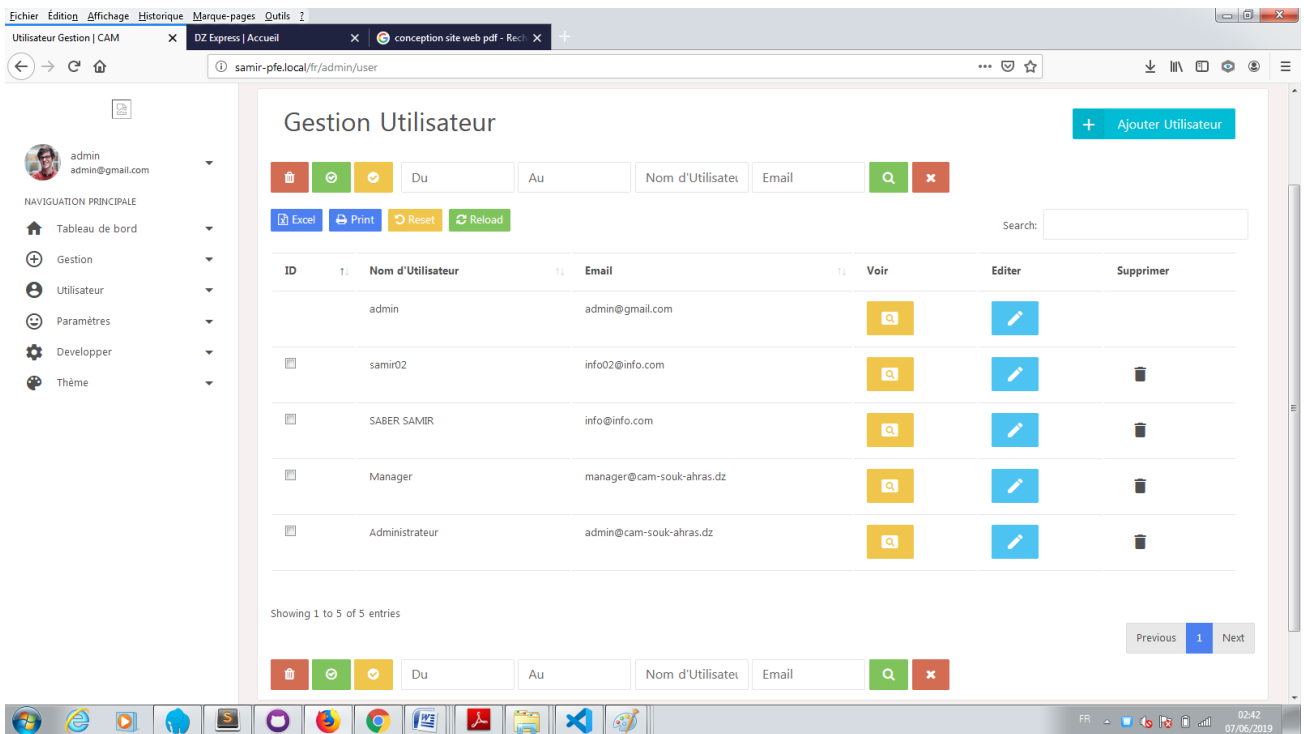 Fichier Édition Affichage Historique Marque-pages Outils ?
Utilisateur Gestion | CAM DZ Express | Accueil conception site web pdf - Rech
samir-pfe.local/fr/admin/user
Gestion Utilisateur
+ Ajouter Utilisateur
admin
admin@gmail.com
Du Au Nom d'Utilisateu Email
NAVIGUATION PRINCIPALE
Excel Print Reset Reload
Search:
Tableau de bord
Gestion
Utilisateur
Paramètres
Developper
Thème
ID Nom d'Utilisateur Email Voir Editer Supprimer
admin admin@gmail.com
samir02 info02@info.com
SABER SAMIR info@info.com
Manager manager@cam-souk-ahras.dz
Administrateur admin@cam-souk-ahras.dz
Showing 1 to 5 of 5 entries
Previous 1 Next
Du Au Nom d'Utilisateu Email
FR 02:42
07/06/2019